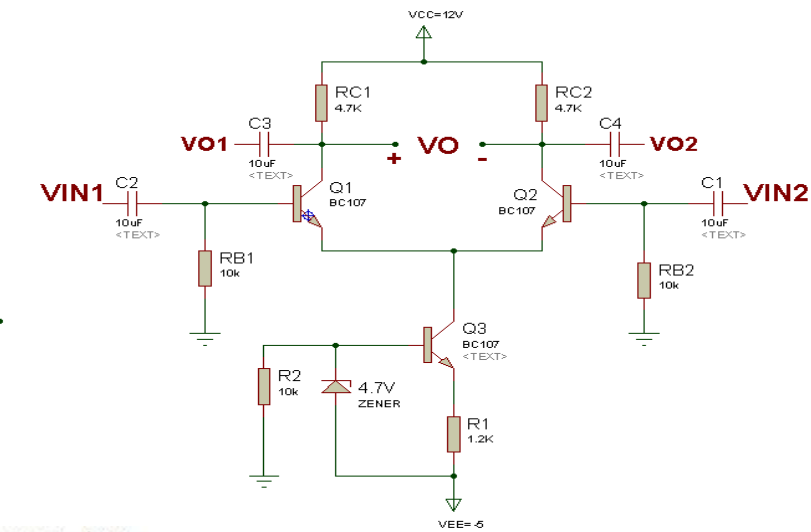 VCC=12V
RC1
4.7K
RC2
4.7K
C3
10uF
<TEXT>
VO1
VO
+
-
C4
10uF
<TEXT>
VO2
VIN1
C2
10uF
<TEXT>
Q1
BC107
Q2
BC107
C1
10uF
<TEXT>
VIN2
RB1
10k
RB2
10k
Q3
BC107
<TEXT>
R2
10k
4.7V
ZENER
R1
1.2K
VEE=-5